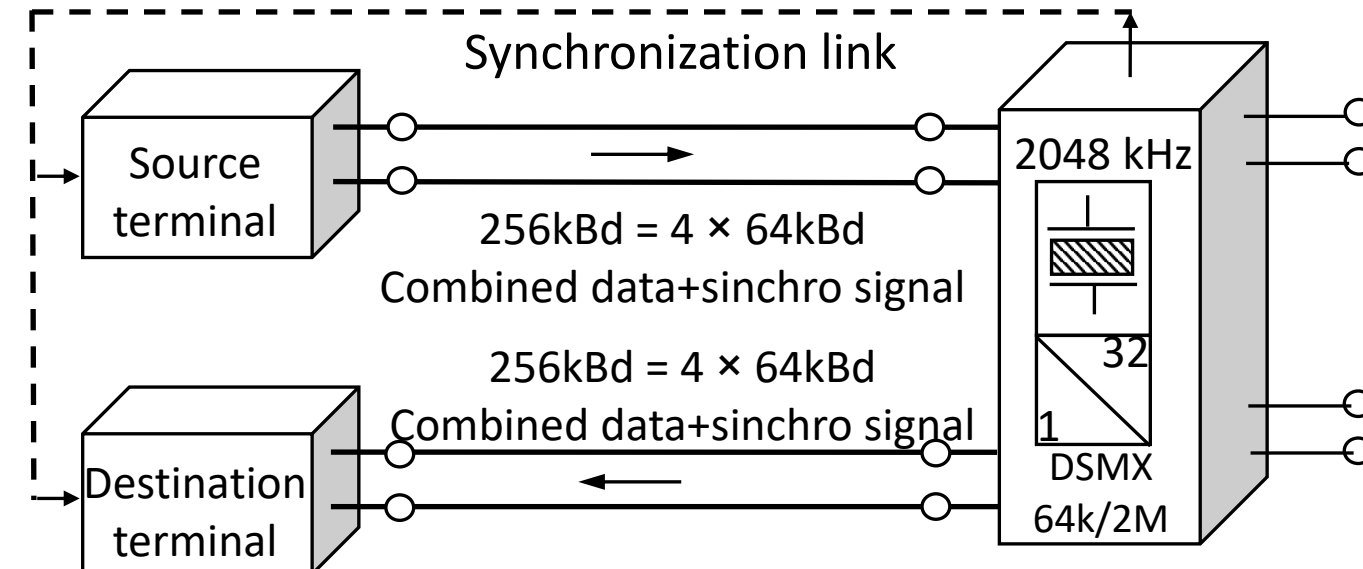 Synchronization link
Source
terminal
256kBd = 4 × 64kBd
Combined data+sinchro signal
256kBd = 4 × 64kBd
Combined data+sinchro signal
Destination
terminal
2048 kHz
32
1
DSMX
64k/2M